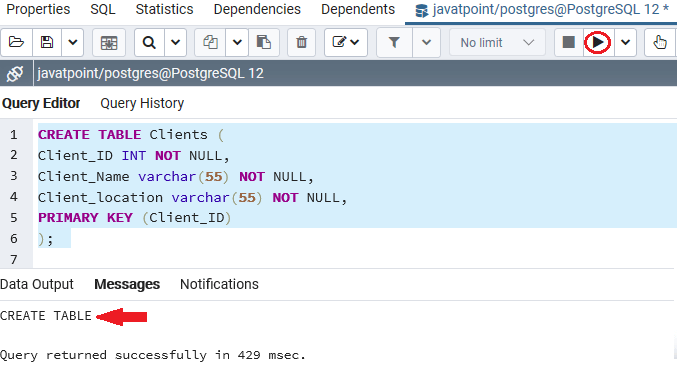 Properties SQL Statistics Dependencies Dependents javatpoint/postgres@PostgreSQL 12 *
No limit
javatpoint/postgres@PostgreSQL 12
Query Editor Query History
1 CREATE TABLE Clients (
2 Client_ID INT NOT NULL,
3 Client_Name varchar(55) NOT NULL,
4 Client_location varchar(55) NOT NULL,
5 PRIMARY KEY (Client_ID)
6 );
7
Data Output Messages Notifications
CREATE TABLE
Query returned successfully in 429 msec.